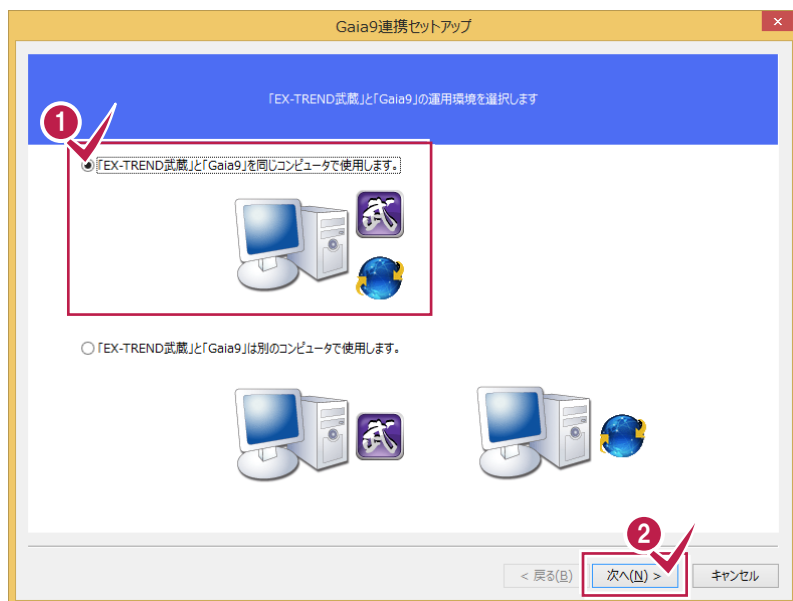 Gaia9連携セットアップ
「EX-TREND武蔵」と「Gaia9」の運用環境を選択します
1
「EX-TREND武蔵」と「Gaia9」を同じコンピュータで使用します。
武
「EX-TREND武蔵」と「Gaia9」は別のコンピュータで使用します。
武
2
< 戻る(B)
次へ(N) >
キャンセル